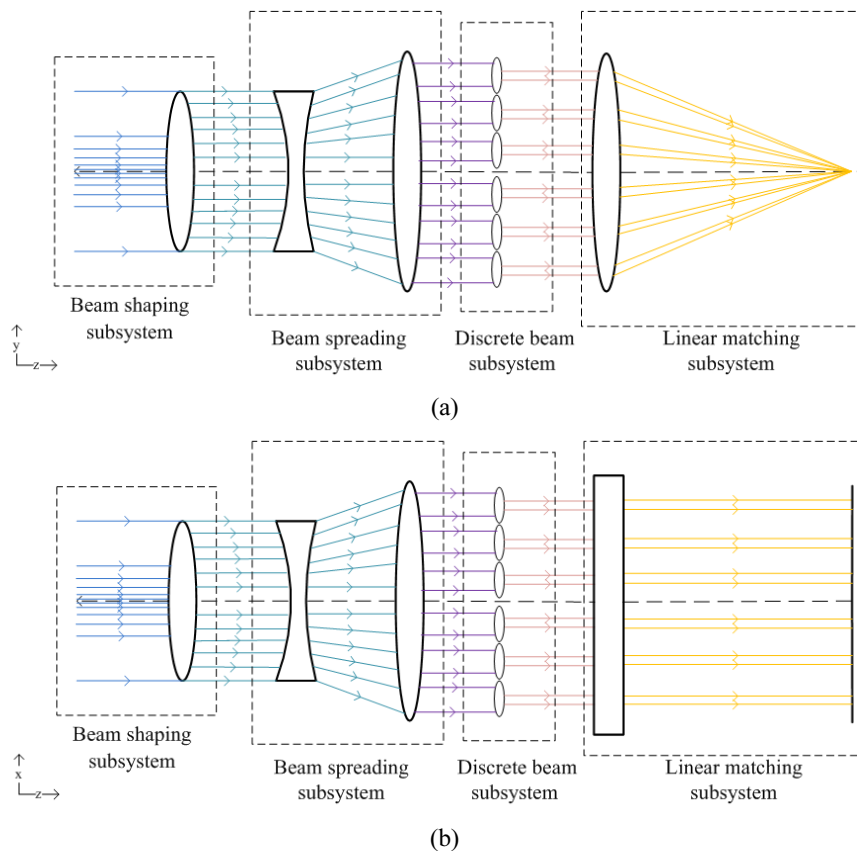 Beam shaping
subsystem
Beam spreading
subsystem
Discrete beam
subsystem
Linear matching
subsystem
y
z
(a)
Beam shaping
subsystem
Beam spreading
subsystem
Discrete beam
subsystem
Linear matching
subsystem
x
z
(b)